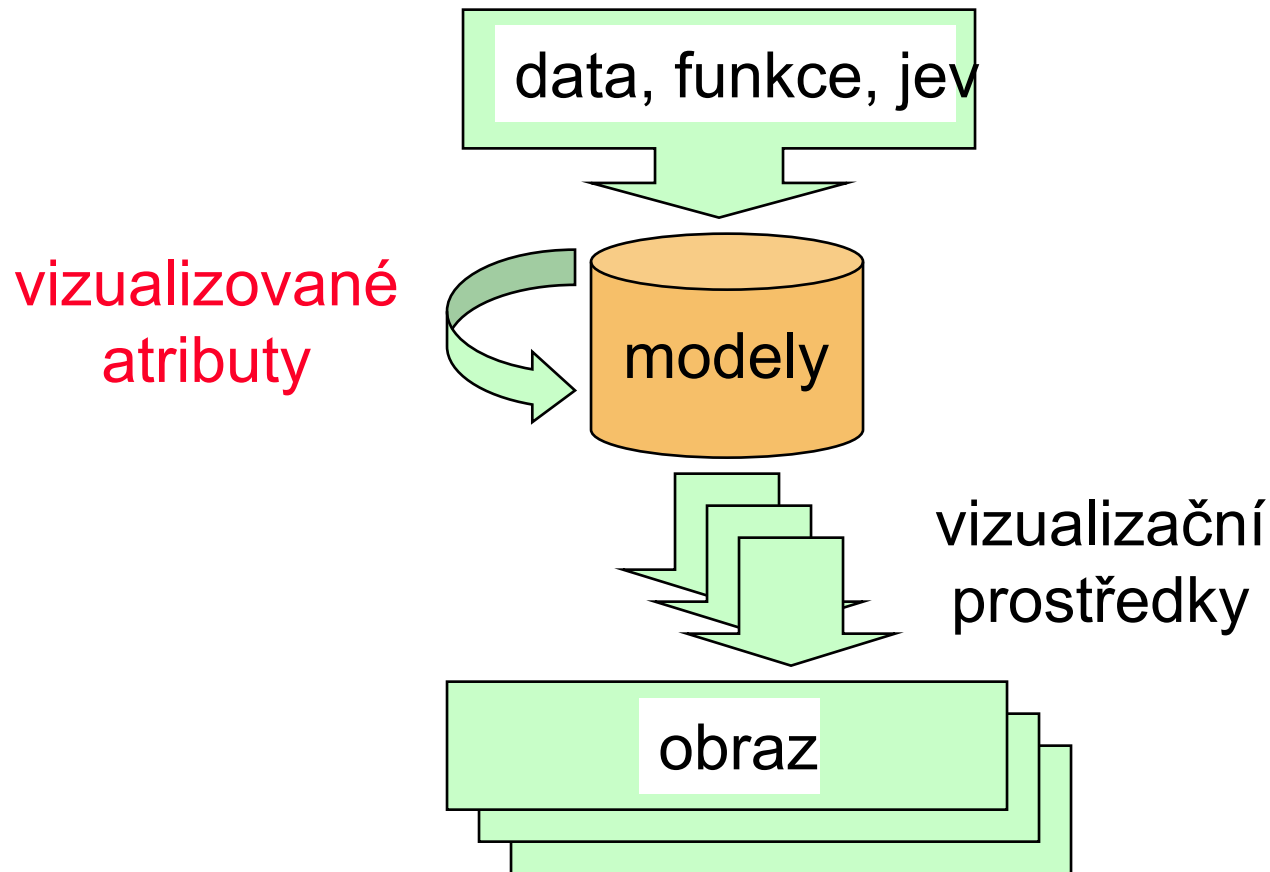 data, funkce, jev
vizualizované
atributy
modely
vizualizační
prostředky
obraz